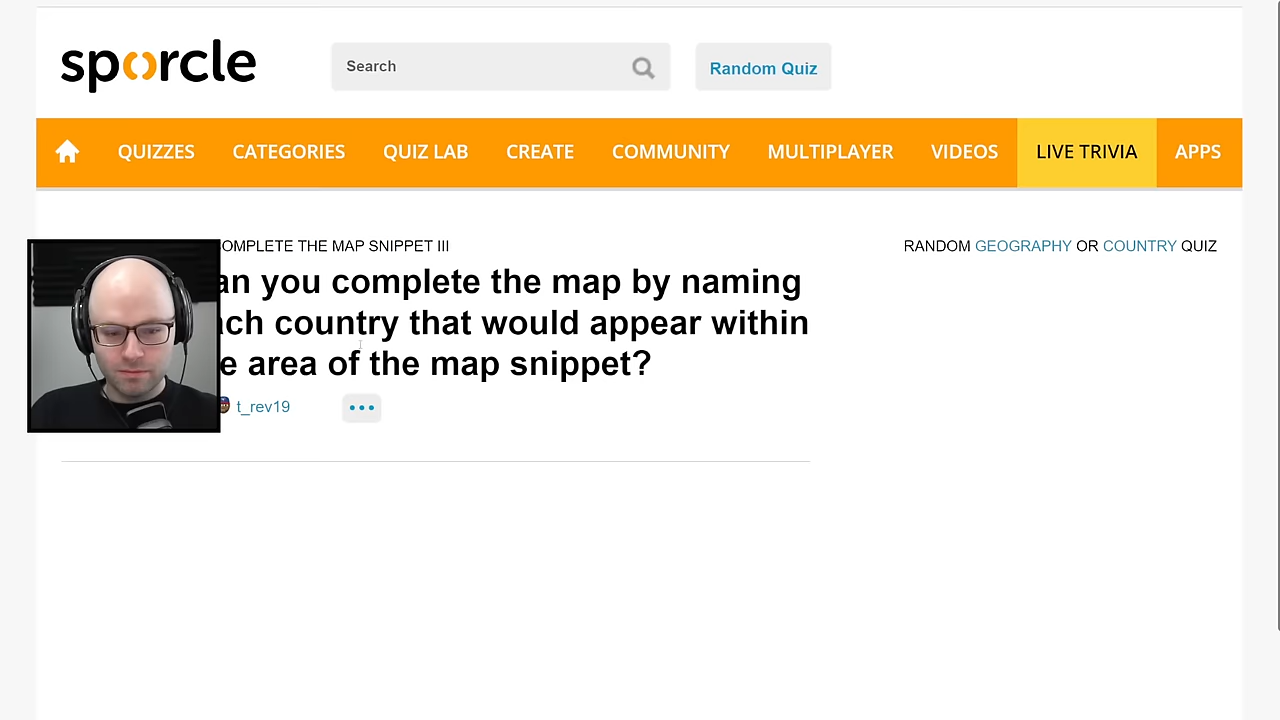 sporcle
Search
Random Quiz
QUIZZES CATEGORIES QUIZ LAB CREATE COMMUNITY MULTIPLAYER VIDEOS LIVE TRIVIA APPS
OMPLETE THE MAP SNIPPET III
RANDOM GEOGRAPHY OR COUNTRY QUIZ
an you complete the map by naming
ach country that would appear within
e area of the map snippet?
t_rev19